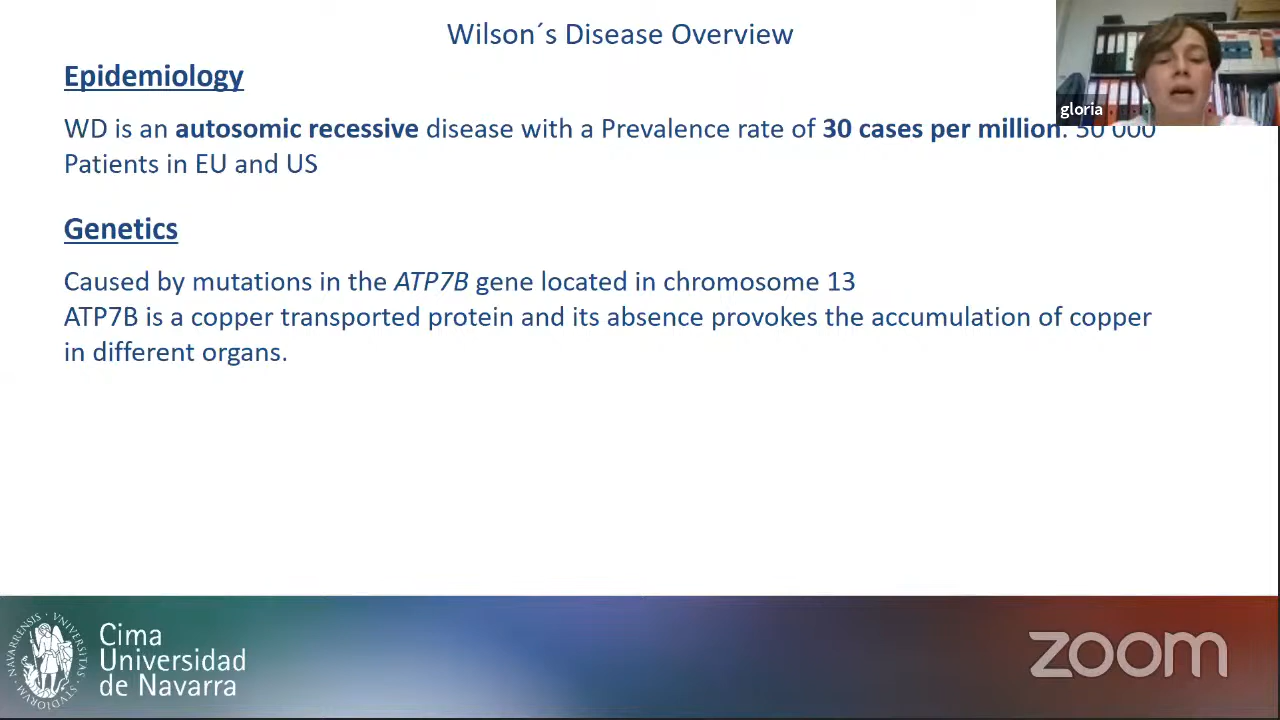 Wilson´s Disease Overview
gloria
Epidemiology
WD is an autosomic recessive disease with a Prevalence rate of 30 cases per million. 50 000
Patients in EU and US
Genetics
Caused by mutations in the ATP7B gene located in chromosome 13
ATP7B is a copper transported protein and its absence provokes the accumulation of copper
in different organs.
Cima
Universidad
de Navarra
zoom